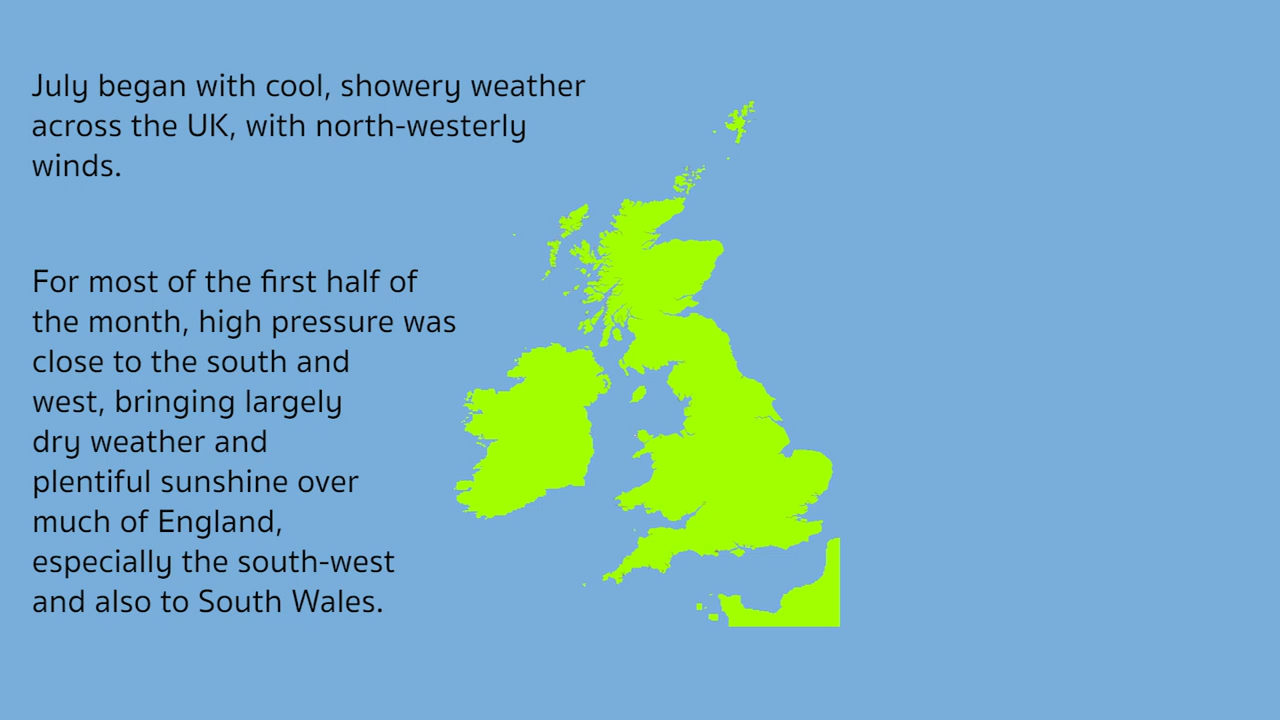 July began with cool, showery weather
across the UK, with north-westerly
winds.
For most of the first half of
the month, high pressure was
close to the south and
west, bringing largely
dry weather and
plentiful sunshine over
much of England,
especially the south-west
and also to South Wales.